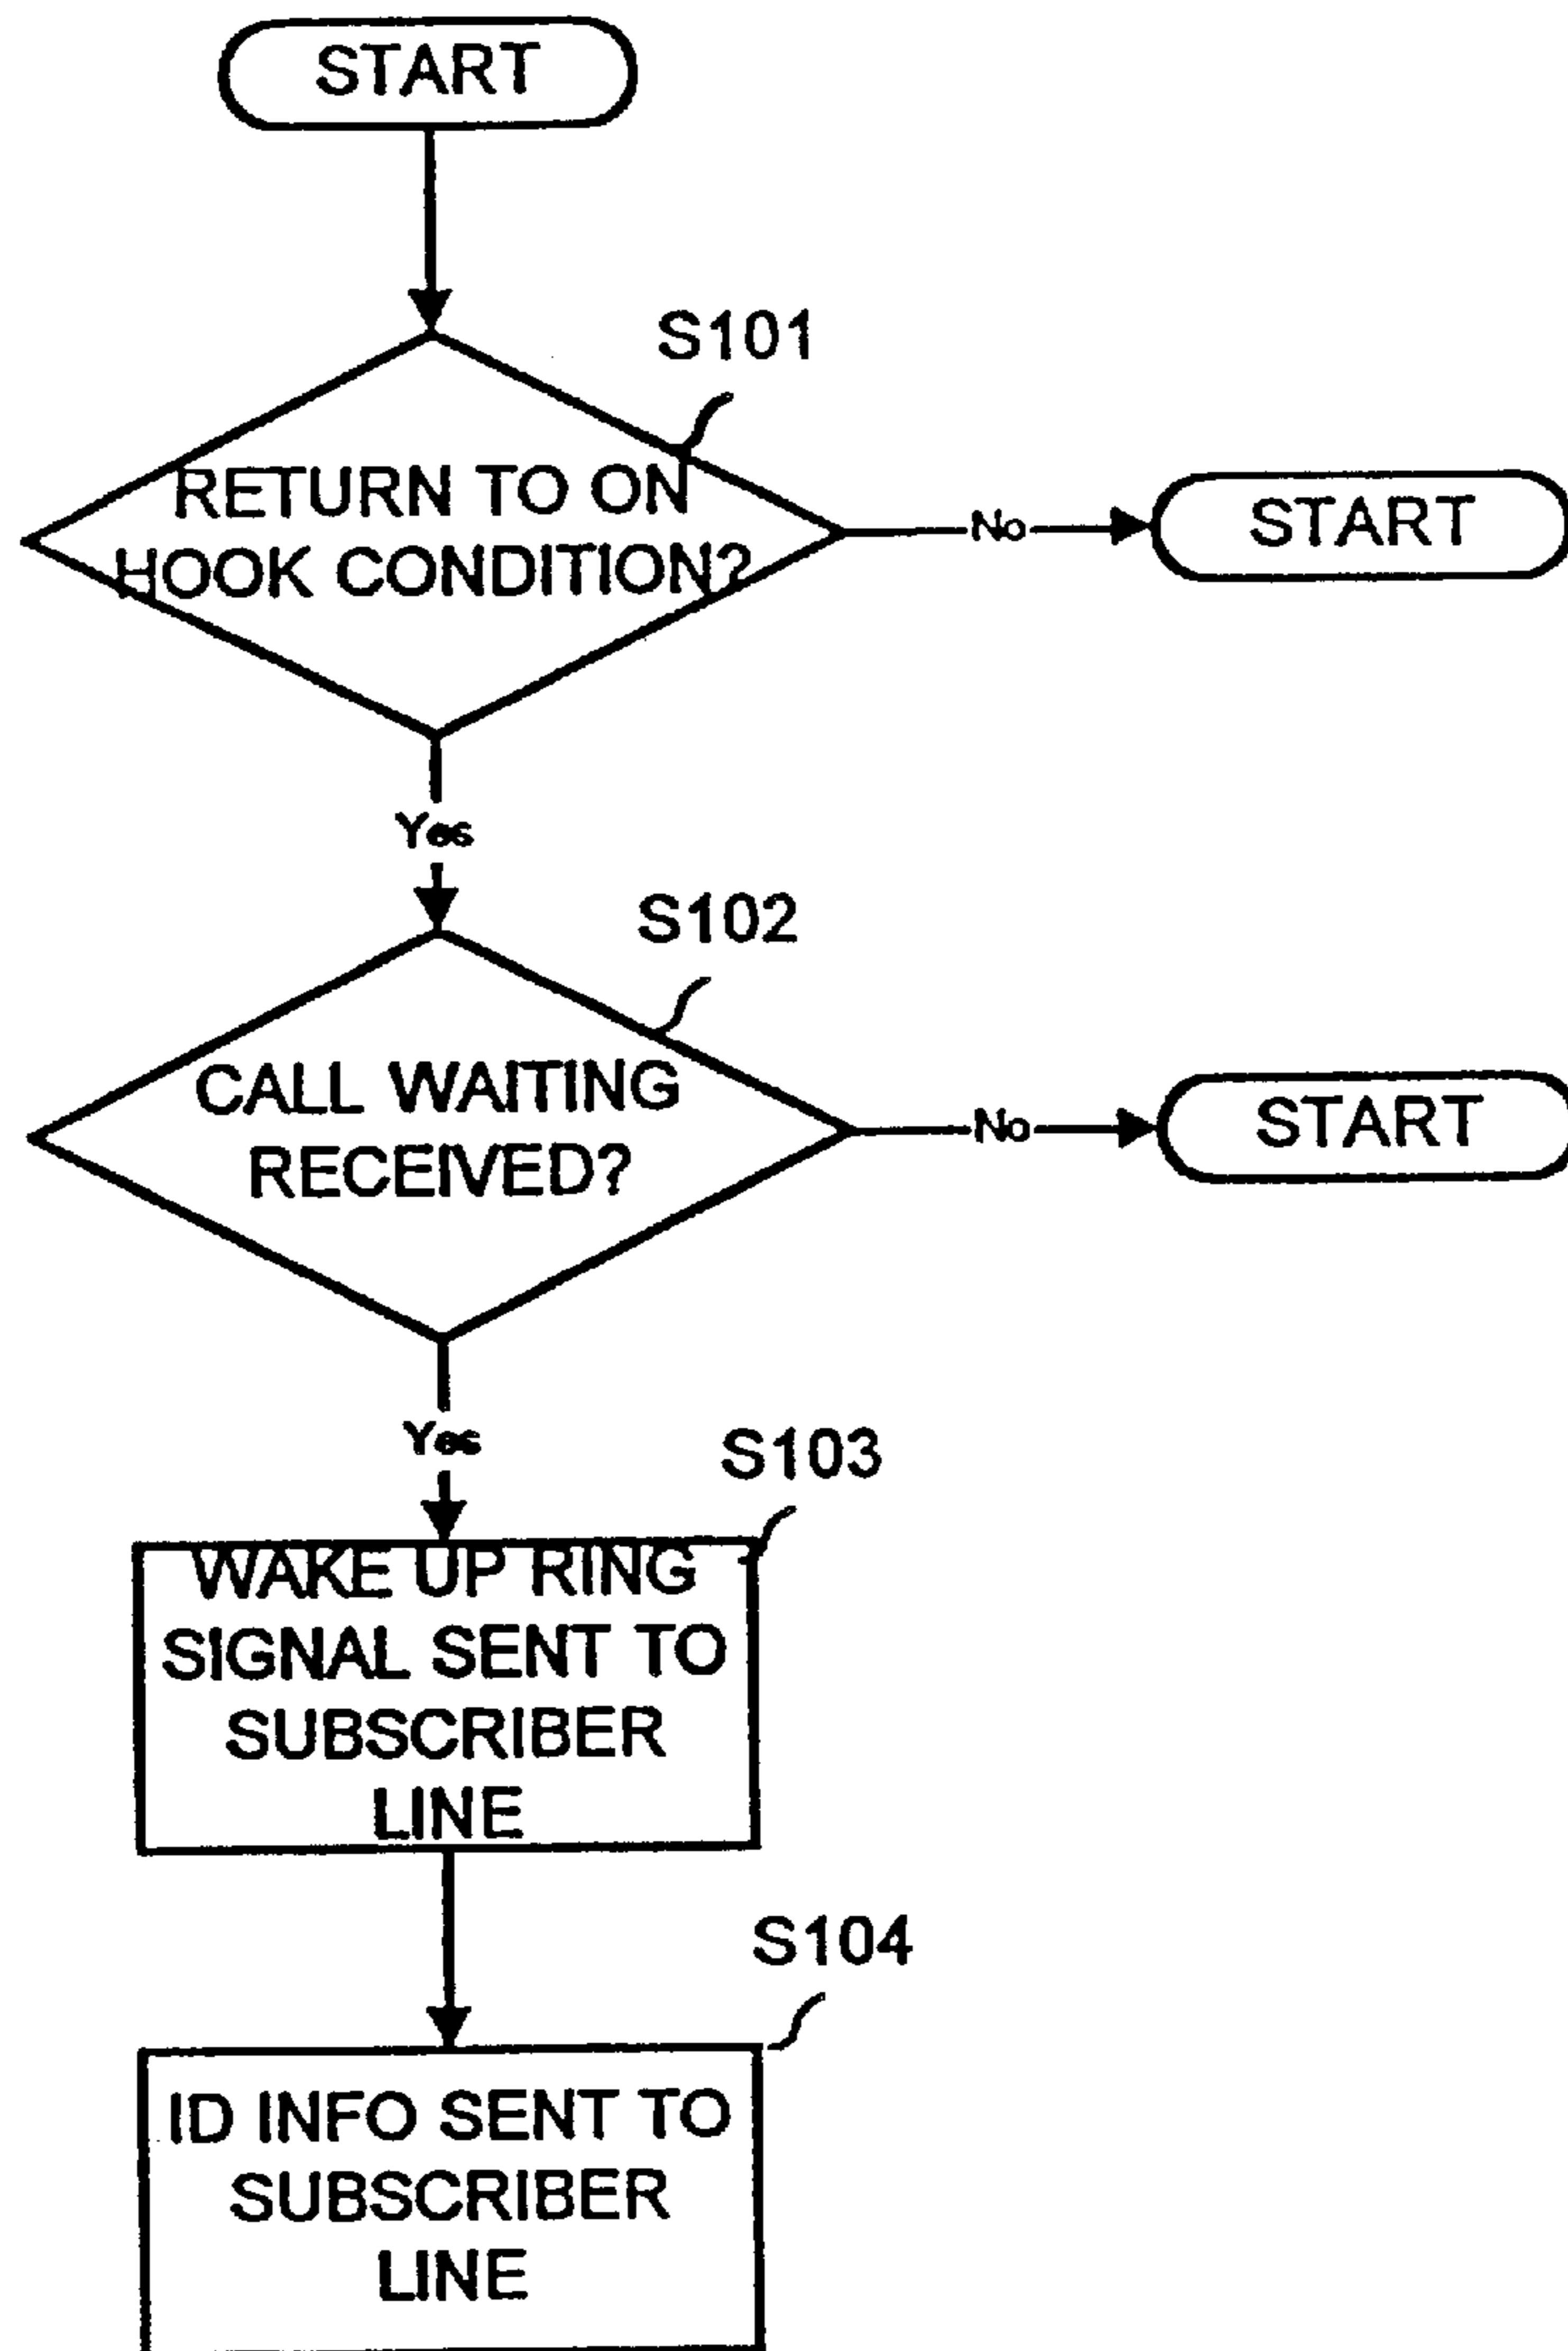 START
S101
RETURN TO ON
HOOK CONDITION?
No
START
Yes
S102
CALL WAITING
RECEIVED?
No
START
Yes
S103
WAKE UP RING
SIGNAL SENT TO
SUBSCRIBER
LINE
S104
ID INFO SENT TO
SUBSCRIBER
LINE